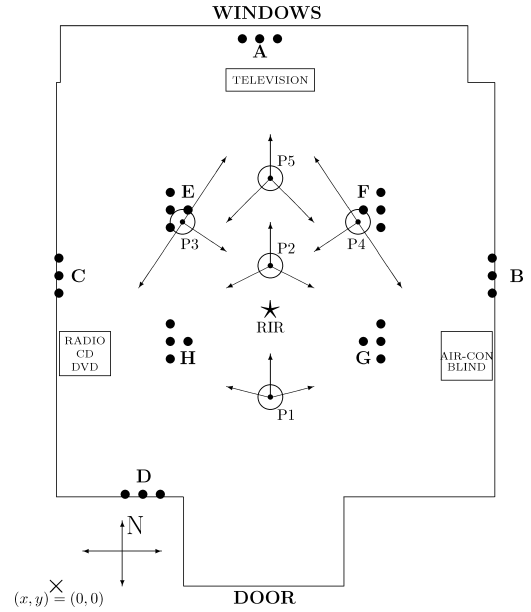 WINDOWS
A
TELEVISION
P5
E
F
P3
P4
P2
C
B
RIR
RADIO
CD
DVD
H
G
AIR-CON
BLIND
P1
D
N
(x, y) = (0, 0)
DOOR